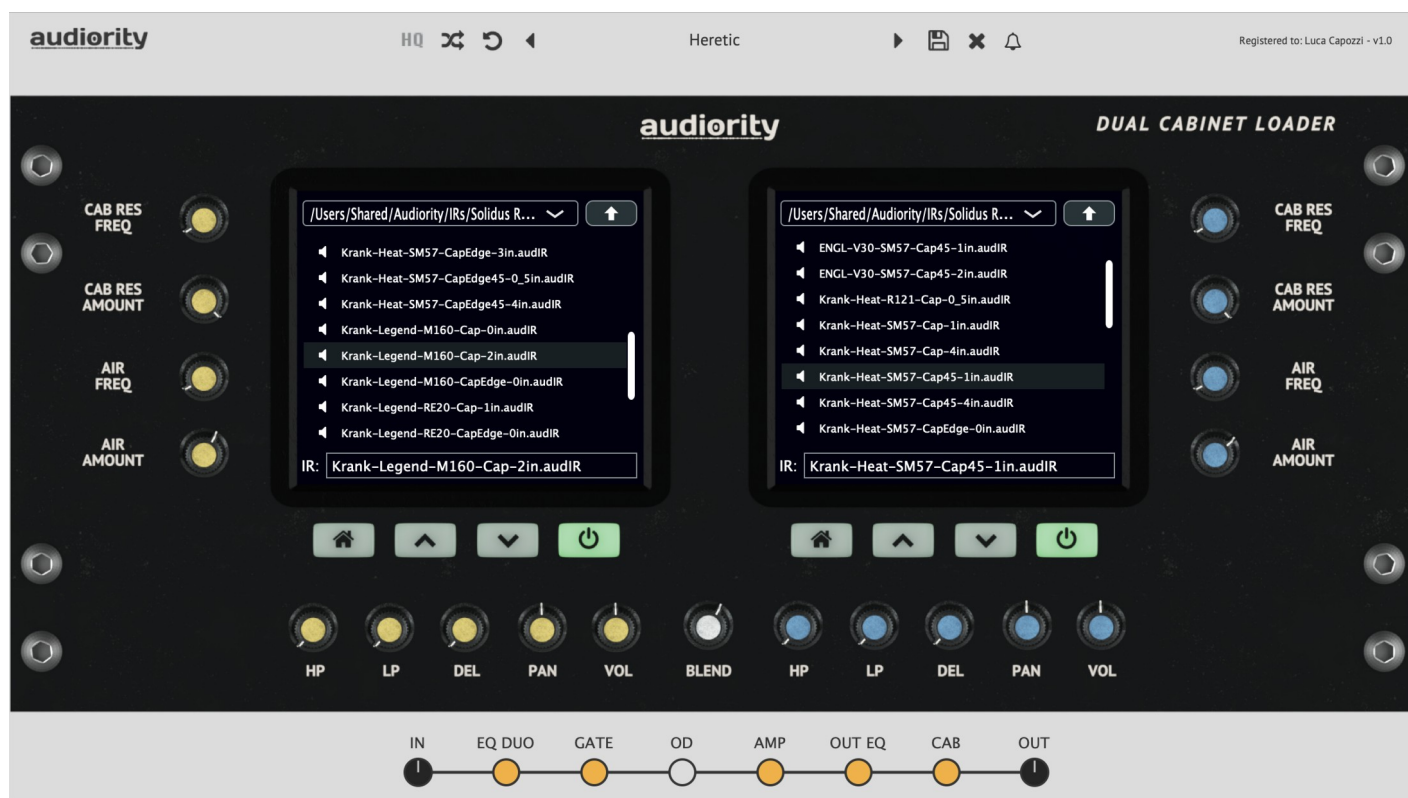 audiority
HQ
Heretic
Registered to: Luca Capozzi - v1.0
audiority
DUAL CABINET LOADER
CAB RES
FREQ
CAB RES
AMOUNT
AIR
FREQ
AIR
AMOUNT
/Users/Shared/Audiority/IRs/Solidus R...
Krank-Heat-SM57-CapEdge-3in.audIR
Krank-Heat-SM57-CapEdge45-0_5in.audIR
Krank-Heat-SM57-CapEdge45-4in.audIR
Krank-Legend-M160-Cap-0in.audIR
Krank-Legend-M160-Cap-2in.audIR
Krank-Legend-M160-CapEdge-0in.audIR
Krank-Legend-RE20-Cap-1in.audIR
Krank-Legend-RE20-CapEdge-0in.audIR
IR: Krank-Legend-M160-Cap-2in.audIR
/Users/Shared/Audiority/IRs/Solidus R...
ENGL-V30-SM57-Cap45-1in.audIR
ENGL-V30-SM57-Cap45-2in.audIR
Krank-Heat-R121-Cap-0_5in.audIR
Krank-Heat-SM57-Cap-1in.audIR
Krank-Heat-SM57-Cap-4in.audIR
Krank-Heat-SM57-Cap45-1in.audIR
Krank-Heat-SM57-Cap45-4in.audIR
Krank-Heat-SM57-CapEdge-0in.audIR
IR: Krank-Heat-SM57-Cap45-1in.audIR
CAB RES
FREQ
CAB RES
AMOUNT
AIR
FREQ
AIR
AMOUNT
HP LP DEL PAN VOL BLEND HP LP DEL PAN VOL
IN EQ DUO GATE OD AMP OUT EQ CAB OUT